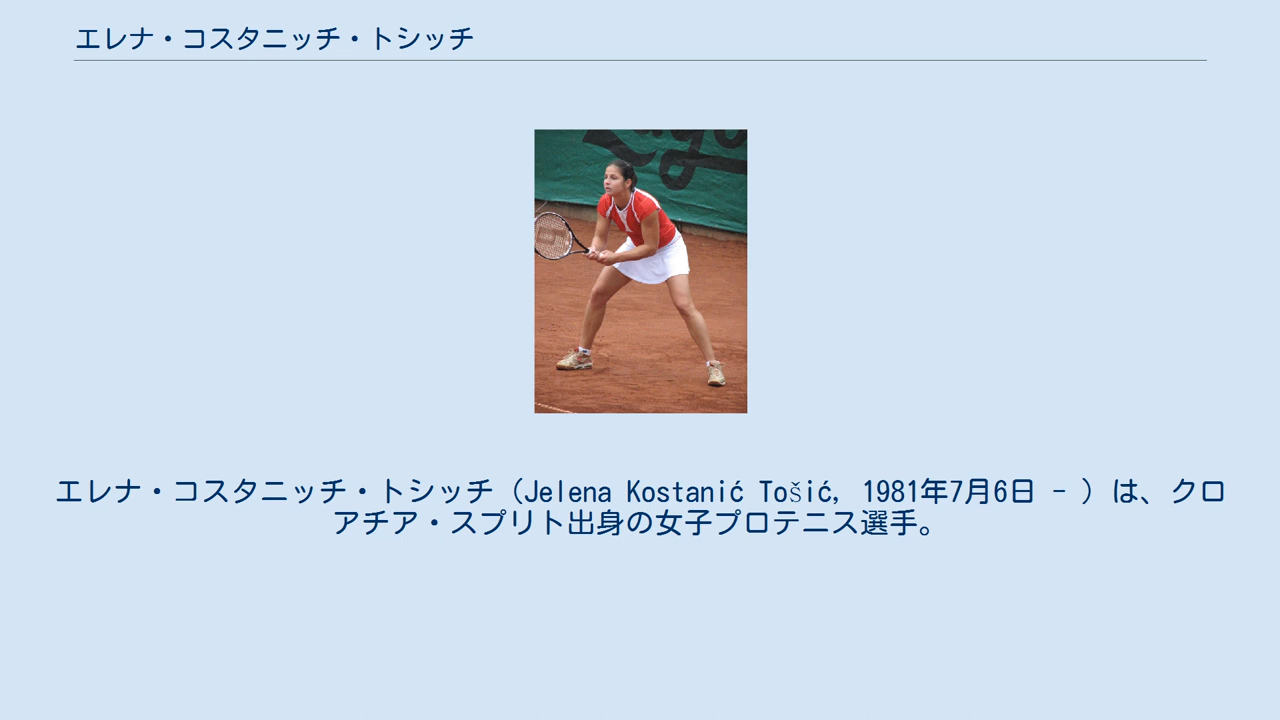 エレナ・コスタニッチ・トシッチ
エレナ・コスタニッチ・トシッチ（Jelena Kostanić Tošić, 1981年7月6日 - ）は、クロ
アチア・スプリト出身の女子プロテニス選手。